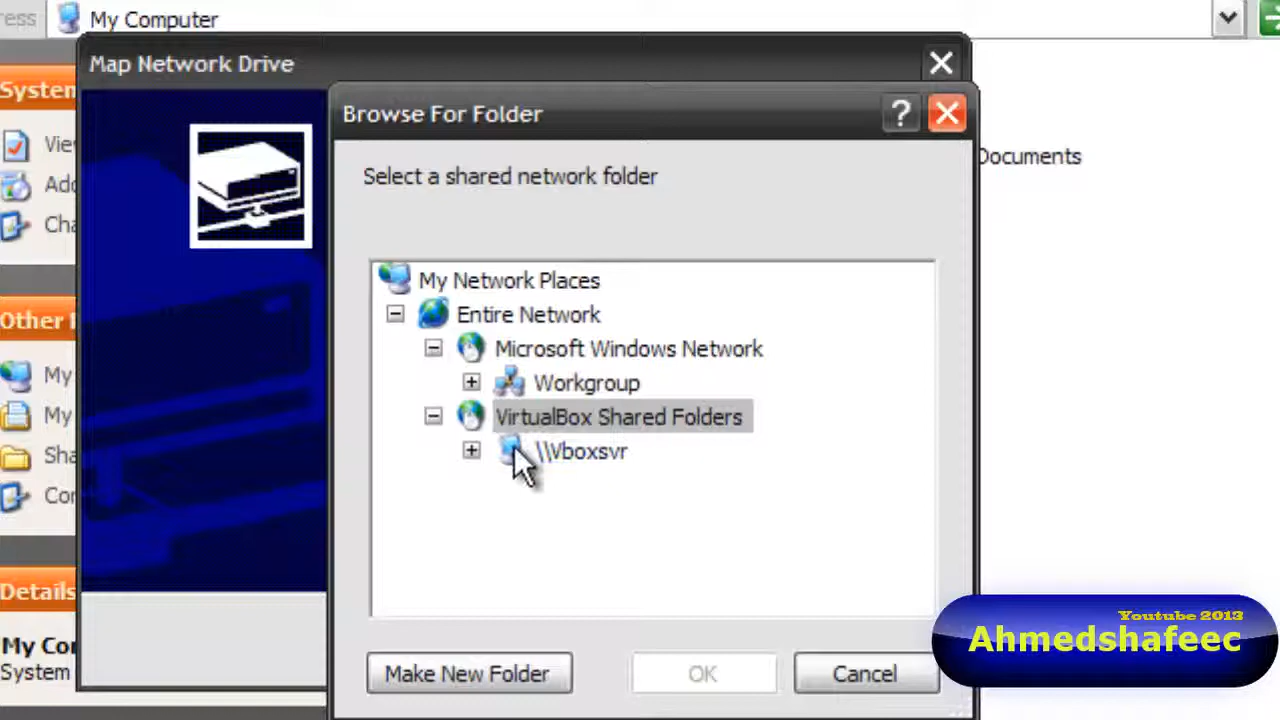 ress
My Computer
Map Network Drive
Browse For Folder
?
System
Select a shared network folder
Vie
Documents
Add
Cha
My Network Places
Entire Network
Other
Microsoft Windows Network
My
Workgroup
My
VirtualBox Shared Folders
Sha
\\Vboxsvr
Con
Details
Youtube 2013
Ahmedshafeec
My Co
System
Make New Folder
OK
Cancel